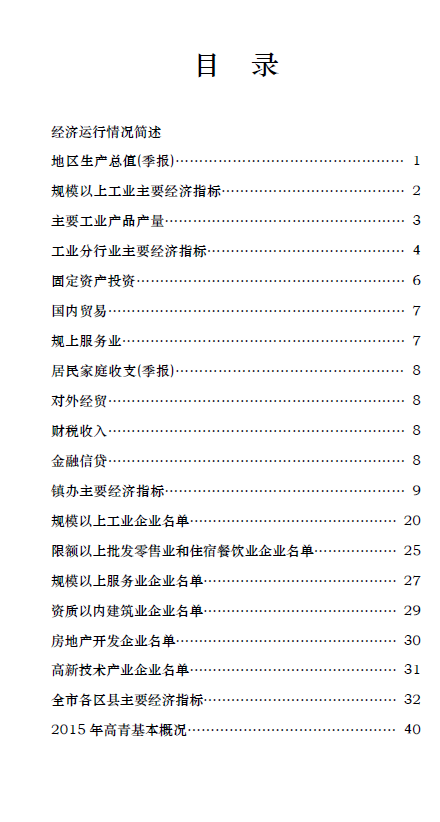 目 录
经济运行情况简述
地区生产总值(季报)…………………………………………… 1
规模以上工业主要经济指标………………………………… 2
主要工业产品产量…………………………………………… 3
工业分行业主要经济指标…………………………………… 4
固定资产投资………………………………………………… 6
国内贸易……………………………………………………… 7
规上服务业…………………………………………………… 7
居民家庭收支(季报)………………………………………… 8
对外经贸……………………………………………………… 8
财税收入……………………………………………………… 8
金融信贷……………………………………………………… 8
镇办主要经济指标…………………………………………… 9
规模以上工业企业名单……………………………………… 20
限额以上批发零售业和住宿餐饮业企业名单……………… 25
规模以上服务业企业名单…………………………………… 27
资质以内建筑业企业名单…………………………………… 29
房地产开发企业名单………………………………………… 30
高新技术产业企业名单……………………………………… 31
全市各区县主要经济指标…………………………………… 32
2015 年高青基本概况………………………………………… 40